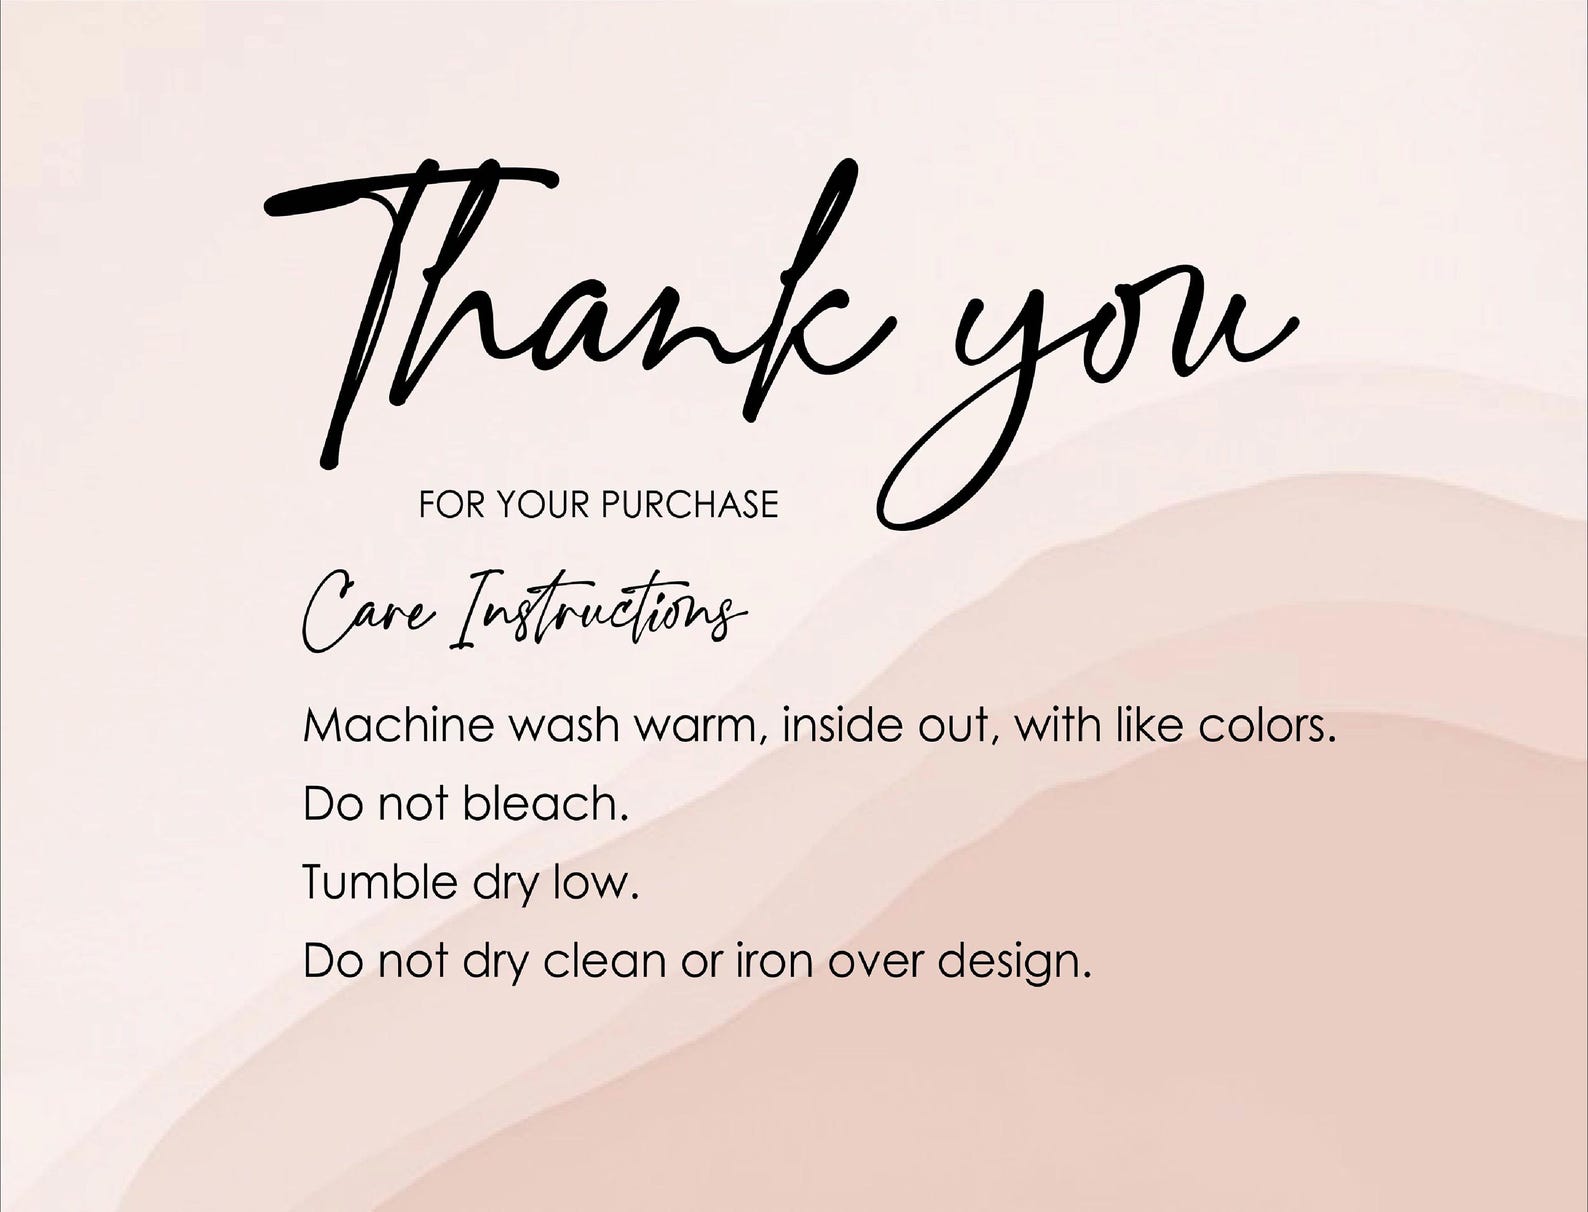 Thank you
FOR YOUR PURCHASE
Care Instructions
Machine wash warm, inside out, with like colors.
Do not bleach.
Tumble dry low.
Do not dry clean or iron over design.